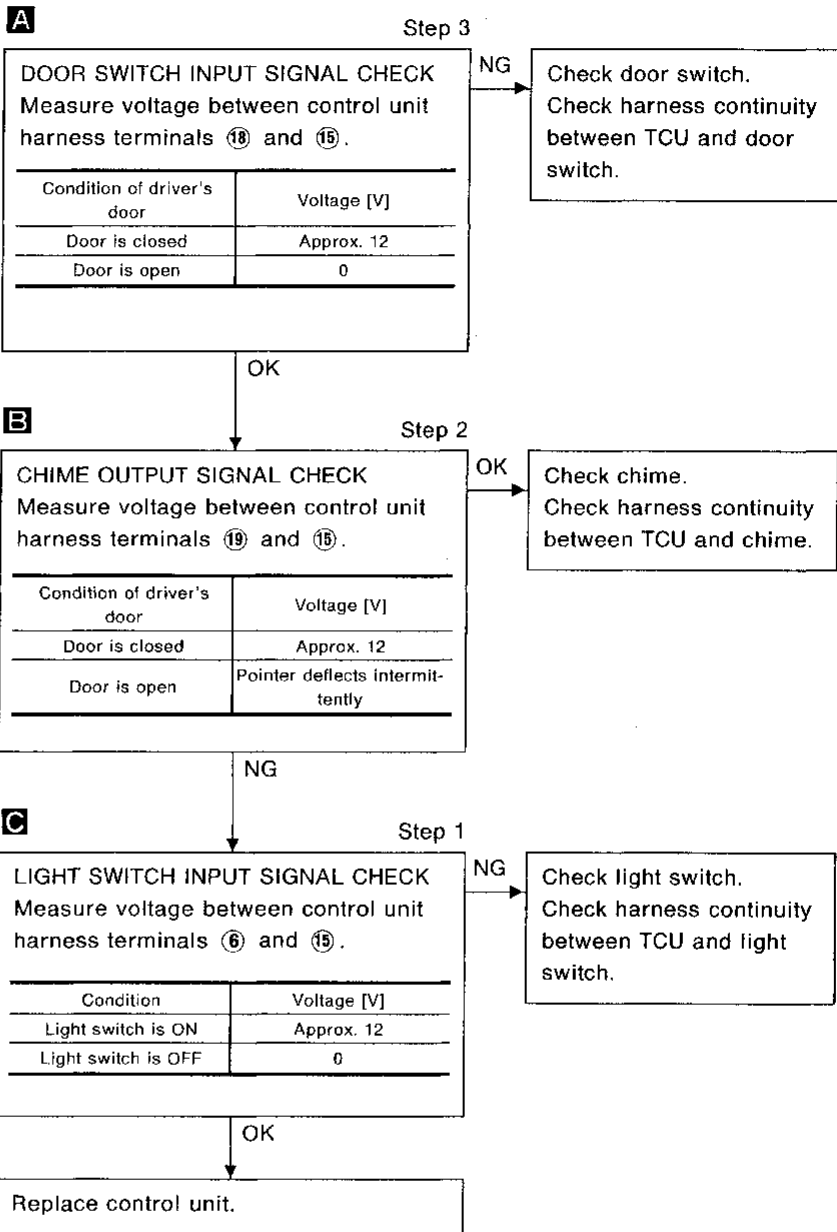 A
Step 3
DOOR SWITCH INPUT SIGNAL CHECK
Measure voltage between control unit
harness terminals ⑱ and ⑮.
Condition of driver's
door
Voltage [V]
Door is closed
Approx. 12
Door is open
0
NG
Check door switch.
Check harness continuity
between TCU and door
switch.
OK
B
Step 2
CHIME OUTPUT SIGNAL CHECK
Measure voltage between control unit
harness terminals ⑲ and ⑮.
Condition of driver's
door
Voltage [V]
Door is closed
Approx. 12
Door is open
Pointer deflects intermit-
tently
OK
Check chime.
Check harness continuity
between TCU and chime.
NG
C
Step 1
LIGHT SWITCH INPUT SIGNAL CHECK
Measure voltage between control unit
harness terminals ⑥ and ⑮.
Condition
Voltage [V]
Light switch is ON
Approx. 12
Light switch is OFF
0
NG
Check light switch.
Check harness continuity
between TCU and light
switch.
OK
Replace control unit.